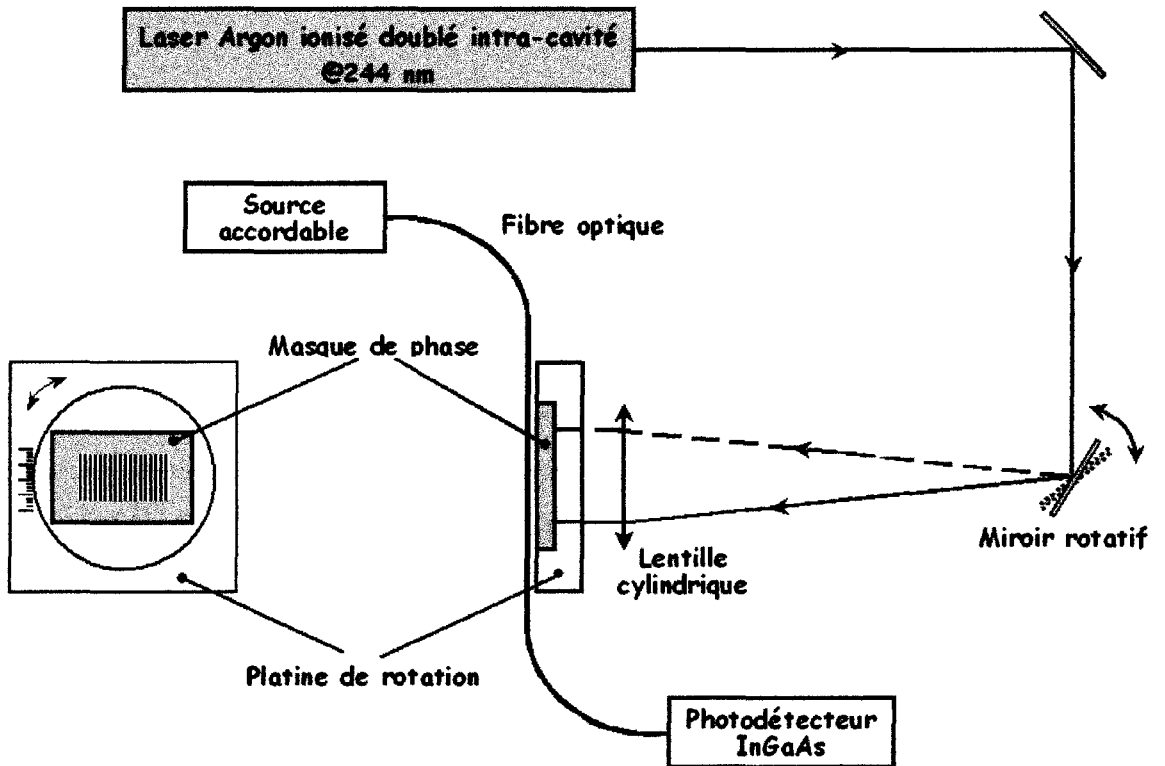 Laser Argon ionisé doublé intra-cavité
@244 nm
Source
accordable
Fibre optique
Masque de phase
Miroir rotatif
Lentille
cylindrique
Platine de rotation
Photodétecteur
InGaAs